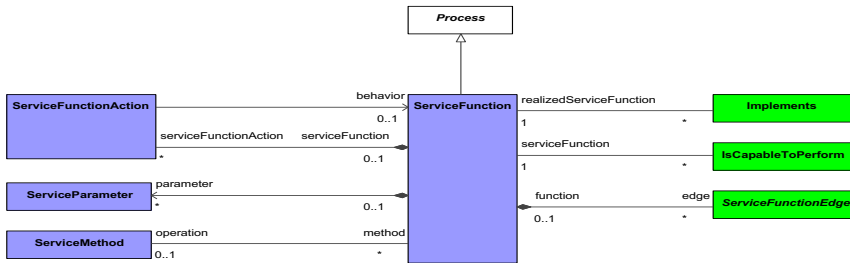 Process
behavior
ServiceFunctionAction
ServiceFunction
realizedServiceFunction
Implements
0..1
1
*
serviceFunctionAction
serviceFunction
serviceFunction
*
0..1
1
*
IsCapableToPerform
parameter
ServiceParameter
function
edge
ServiceFunctionEdge
*
0..1
0..1
*
operation
method
ServiceMethod
0..1
*